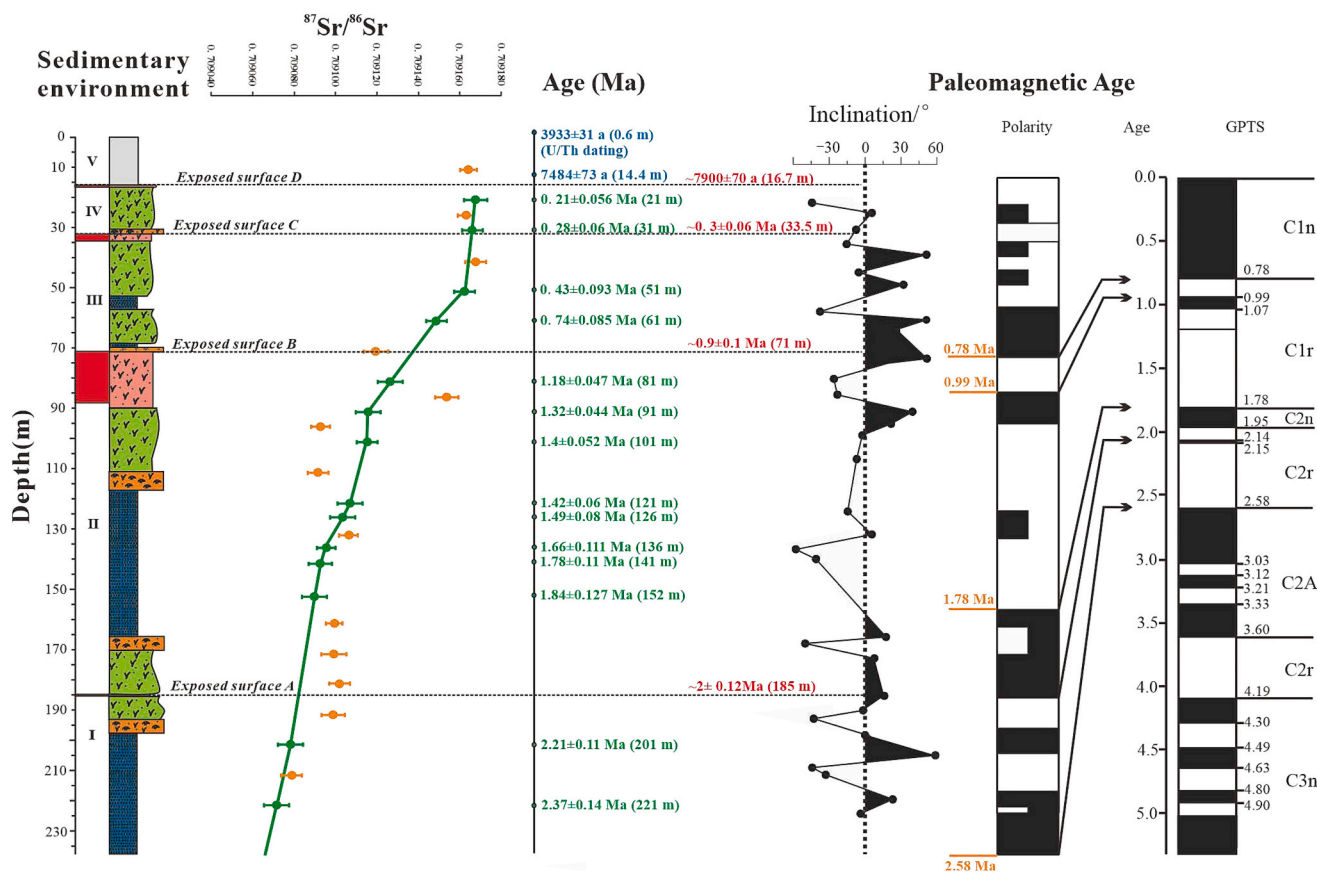 ⁸⁷Sr/⁸⁶Sr
Sedimentary
environment
0. 709040
0. 709060
0. 709080
0. 709100
0. 709120
0. 709140
0. 709160
0. 709180
Age (Ma)
Paleomagnetic Age
Inclination/°
−30
0
30
60
Polarity
Age
GPTS
Depth(m)
0
10
30
50
70
90
111
131
152
170
190
210
230
V
IV
III
II
I
Exposed surface D
Exposed surface C
Exposed surface B
Exposed surface A
3933±31 a (0.6 m)
(U/Th dating)
7484±73 a (14.4 m)
0. 21±0.056 Ma (21 m)
0. 28±0.06 Ma (31 m)
0. 43±0.093 Ma (51 m)
0. 74±0.085 Ma (61 m)
1.18±0.047 Ma (81 m)
1.32±0.044 Ma (91 m)
1.4±0.052 Ma (101 m)
1.42±0.06 Ma (121 m)
1.49±0.08 Ma (126 m)
1.66±0.111 Ma (136 m)
1.78±0.11 Ma (141 m)
1.84±0.127 Ma (152 m)
2.21±0.11 Ma (201 m)
2.37±0.14 Ma (221 m)
~7900±70 a (16.7 m)
~0. 3±0.06 Ma (33.5 m)
~0.9±0.1 Ma (71 m)
~2± 0.12Ma (185 m)
0.78 Ma
0.99 Ma
1.78 Ma
2.58 Ma
0.0
0.5
1.0
1.5
2.0
2.5
3.0
3.5
4.0
4.5
5.0
0.78
0.99
1.07
1.78
1.95
2.14
2.15
2.58
3.03
3.12
3.21
3.33
3.60
4.19
4.30
4.49
4.63
4.80
4.90
C1n
C1r
C2n
C2r
C2A
C2r
C3n